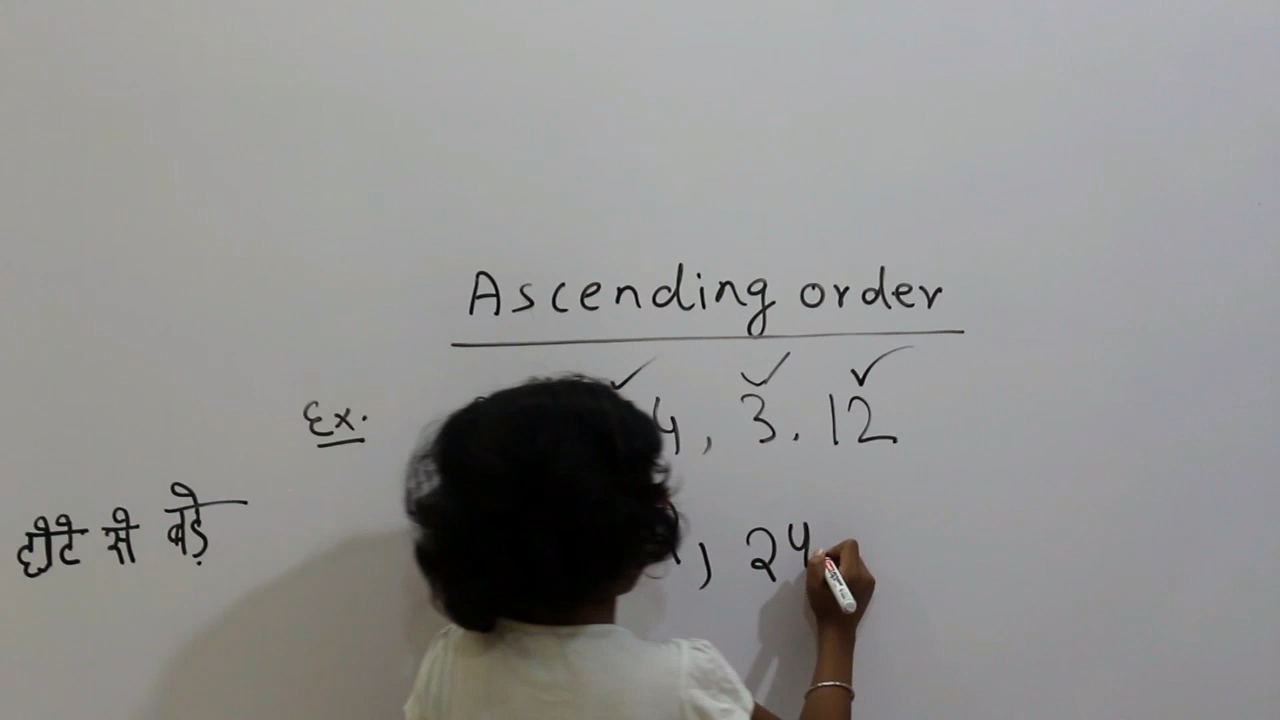 Ascending order
Ex. 4, 3, 12
छोटे से बड़े
, 24